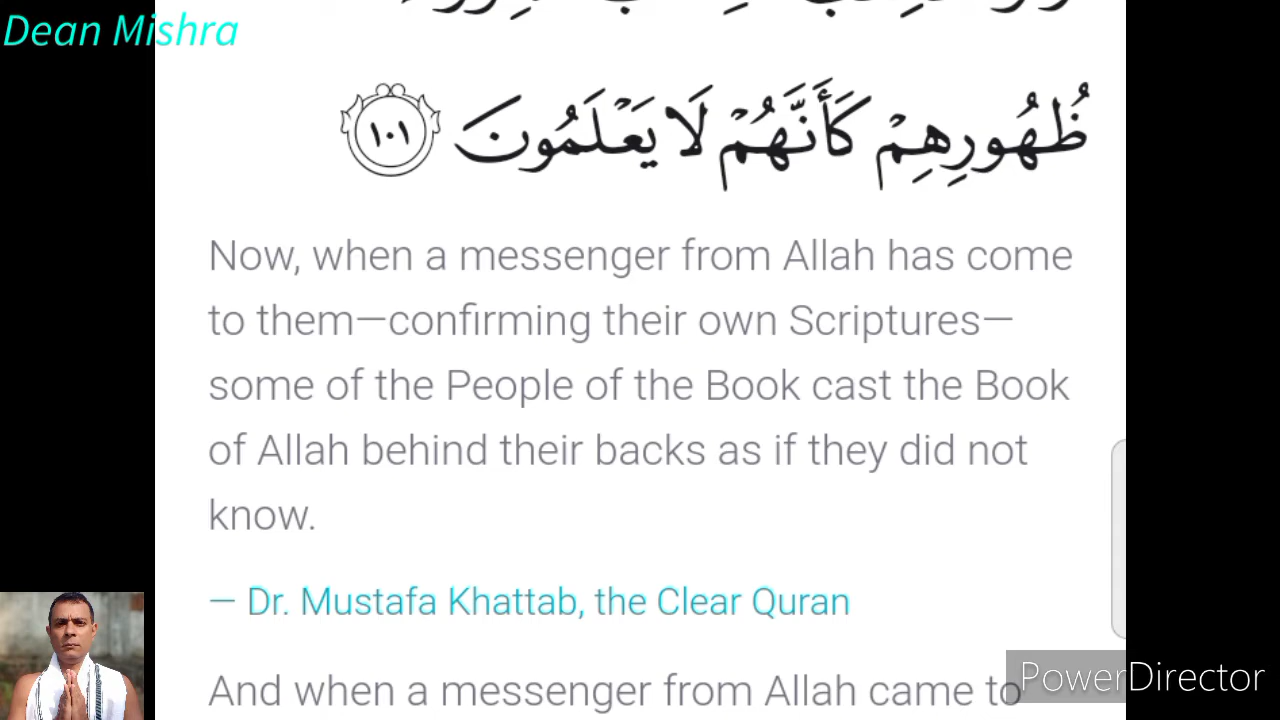 Dean Mishra
ظُهُورِهِمْ كَأَنَّهُمْ لَا يَعْلَمُونَ ١٠١
Now, when a messenger from Allah has come
to them—confirming their own Scriptures—
some of the People of the Book cast the Book
of Allah behind their backs as if they did not
know.
— Dr. Mustafa Khattab, the Clear Quran
And when a messenger from Allah came to
PowerDirector